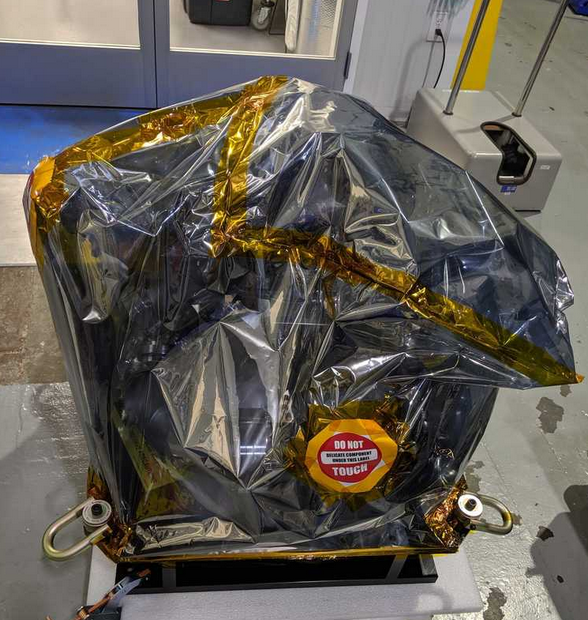 DO NOT
DELICATE COMPONENT
UNDER THIS LABEL
TOUCH